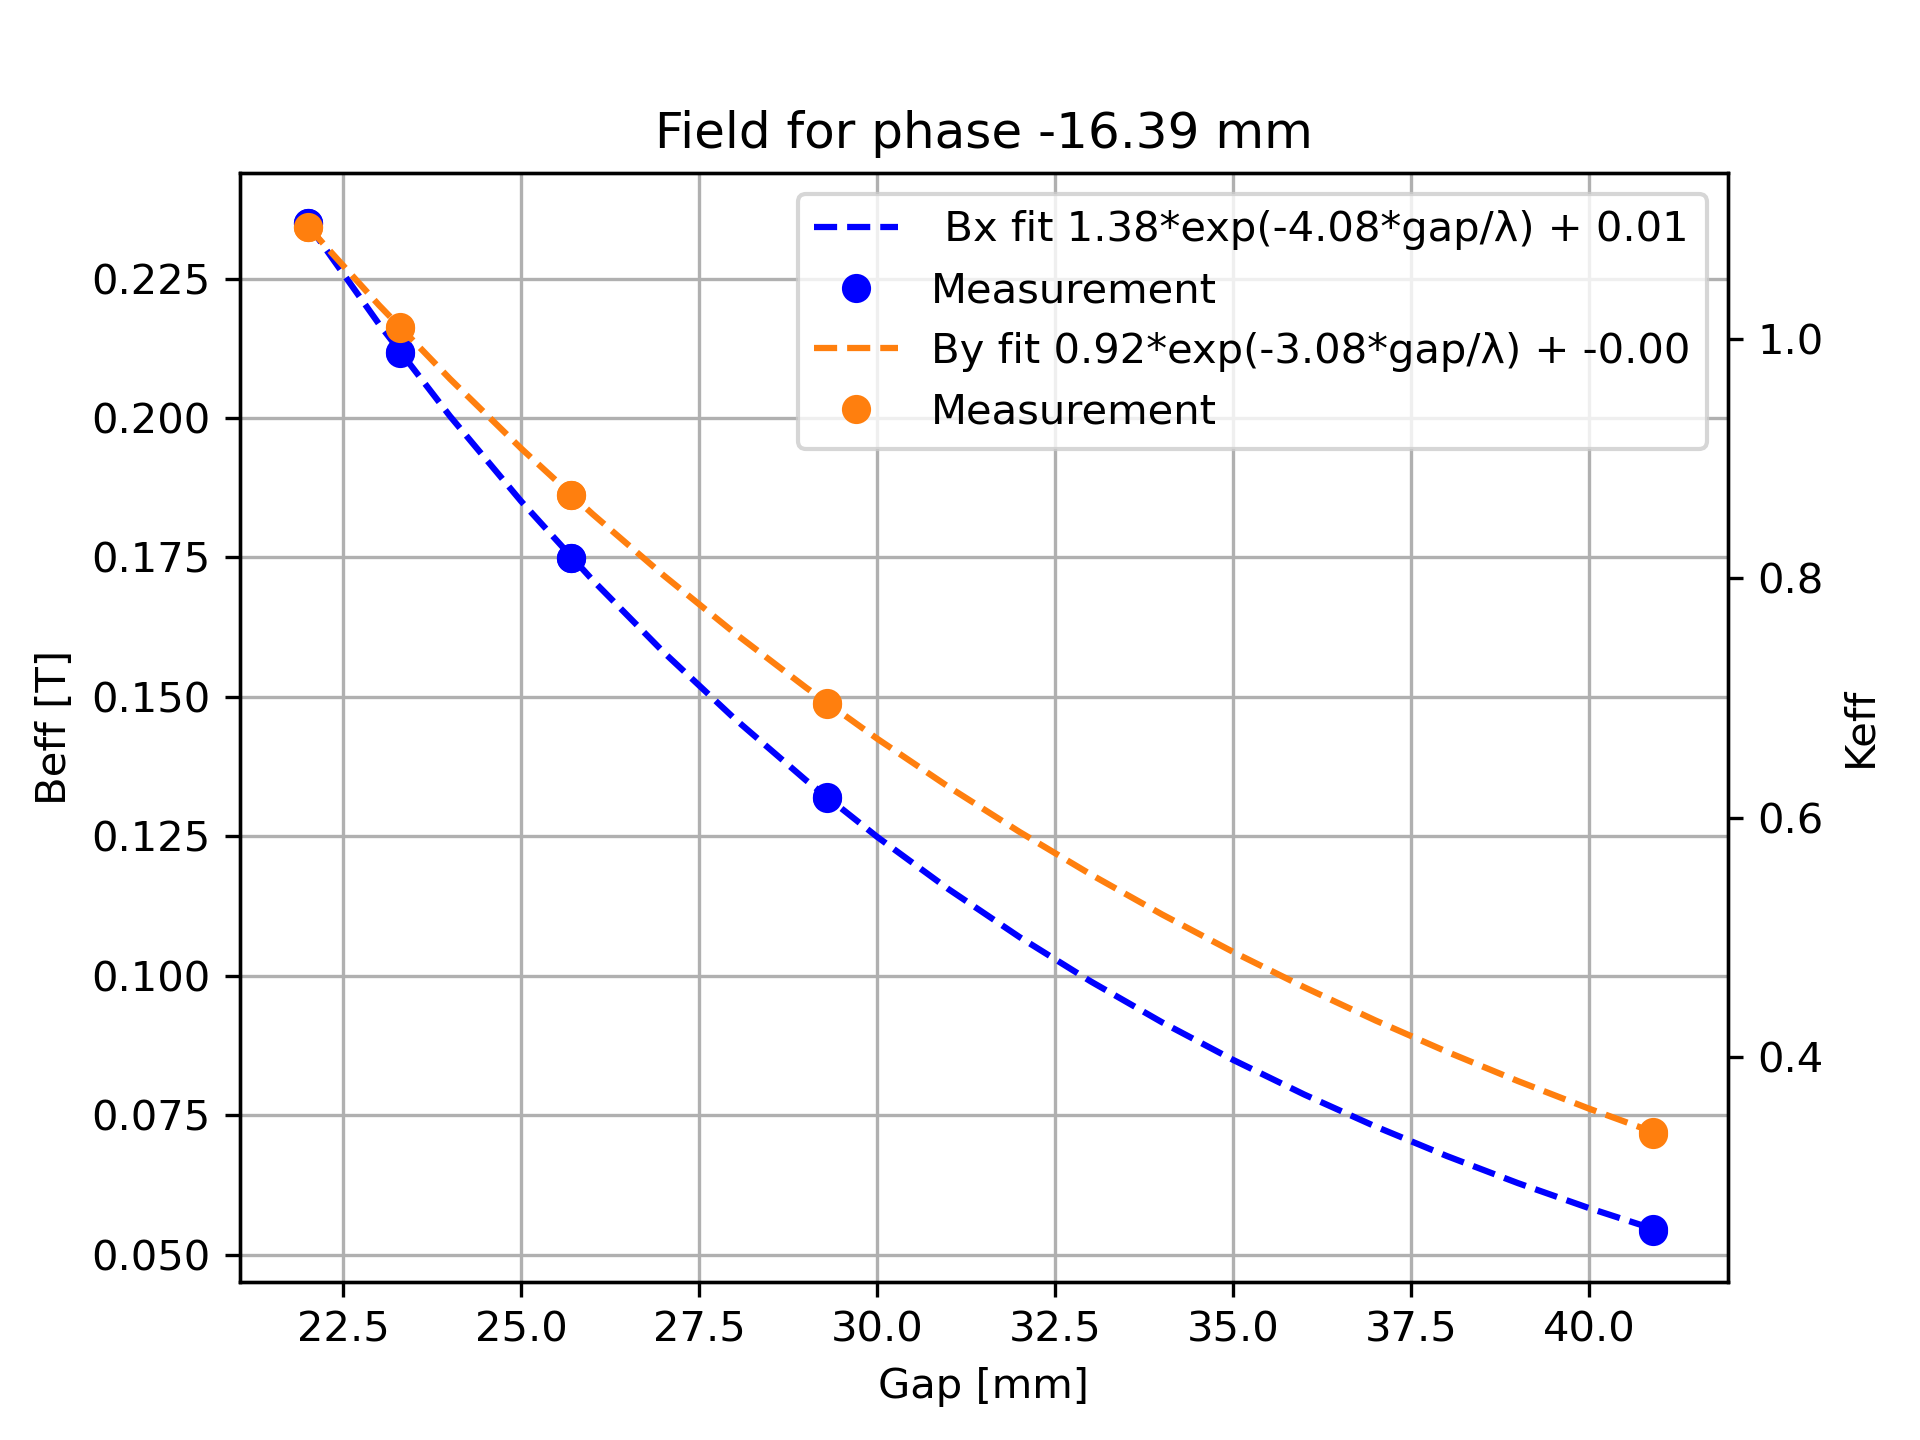 Field for phase -16.39 mm
Bx fit 1.38*exp(-4.08*gap/λ) + 0.01
Measurement
By fit 0.92*exp(-3.08*gap/λ) + -0.00
Measurement
0.225
0.200
0.175
0.150
0.125
0.100
0.075
0.050
Beff [T]
1.0
0.8
0.6
0.4
Keff
22.5 25.0 27.5 30.0 32.5 35.0 37.5 40.0
Gap [mm]